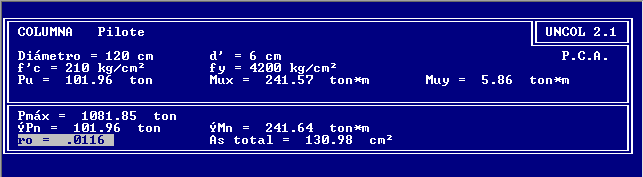 COLUMNA Pilote UNCOL 2.1
Diámetro = 120 cm d' = 6 cm P.C.A.
f'c = 210 kg/cm² fy = 4200 kg/cm²
Pu = 101.96 ton Mux = 241.57 ton*m Muy = 5.86 ton*m
Pmáx = 1081.85 ton
ÝPn = 101.96 ton ÝMn = 241.64 ton*m
ro = .0116 As total = 130.98 cm²